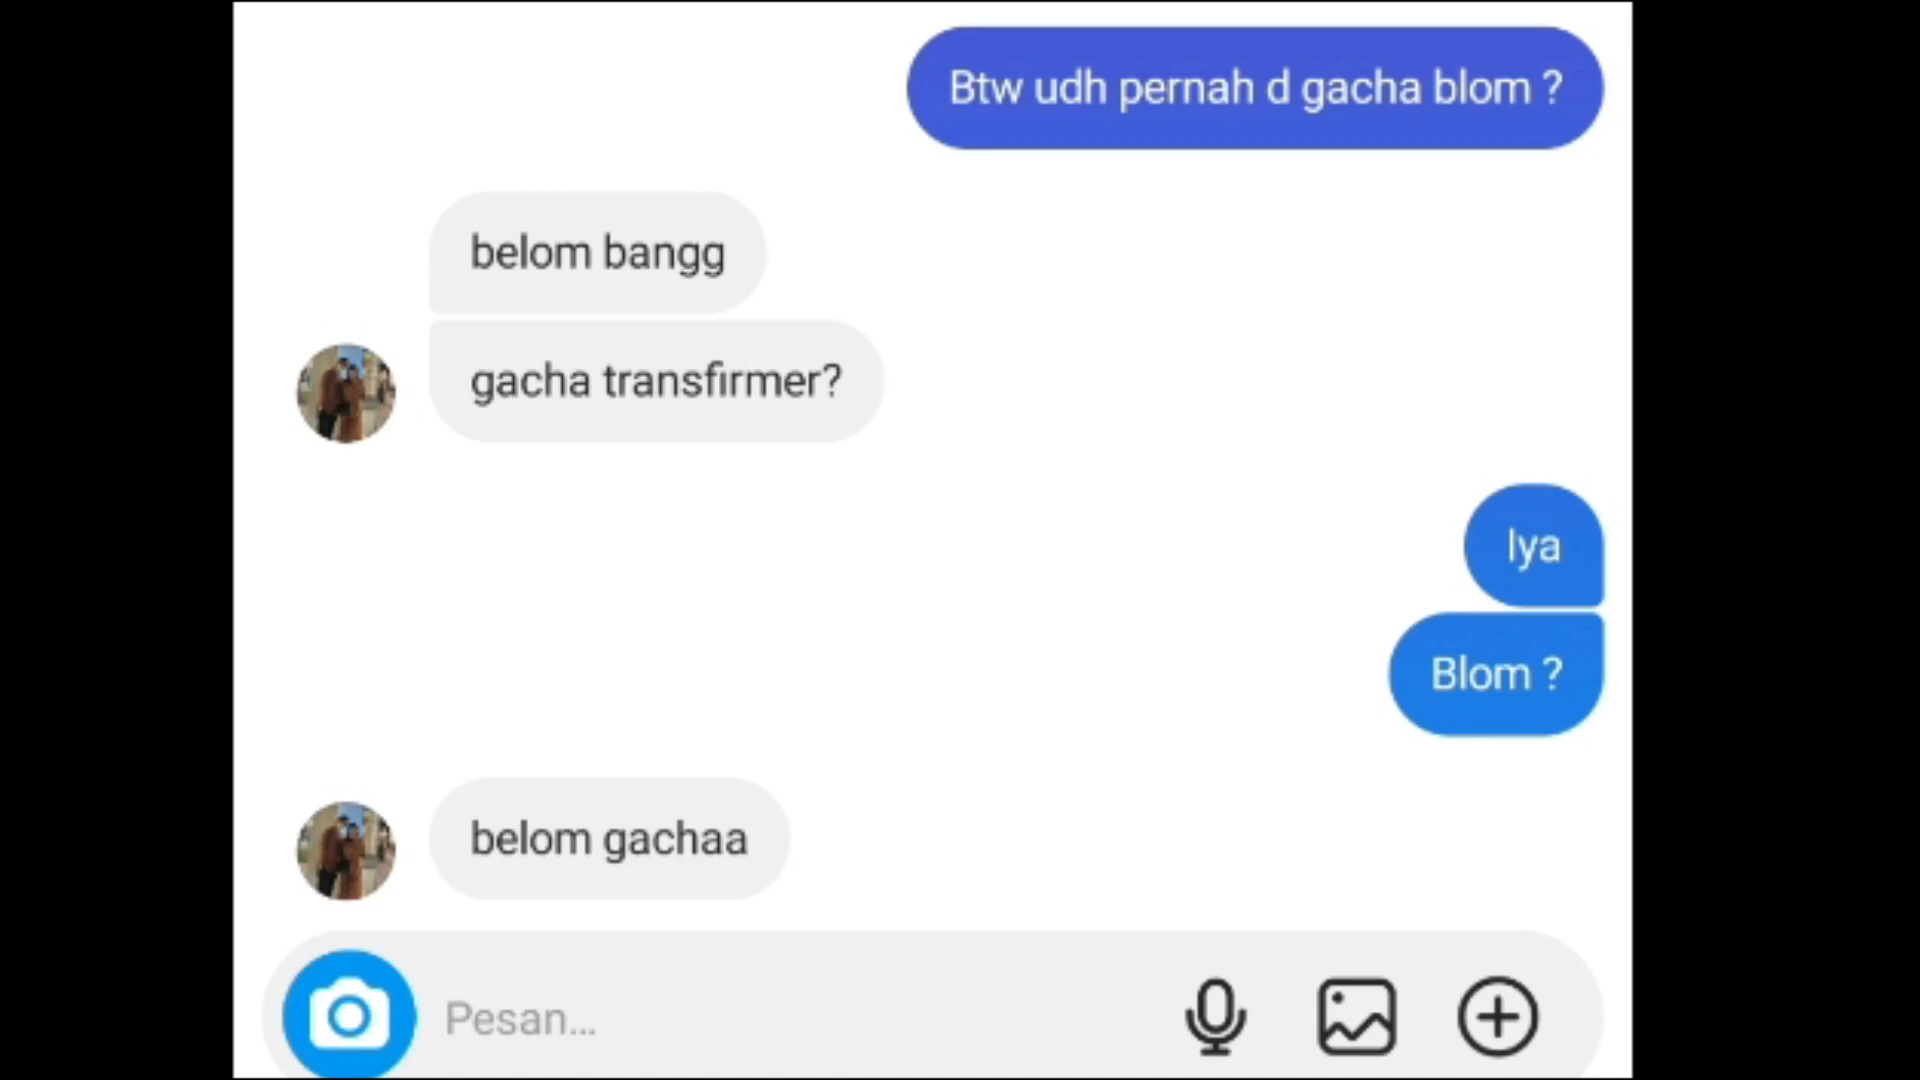 Btw udh pernah d gacha blom ?
belom bangg
gacha transfirmer?
Iya
Blom ?
belom gachaa
Pesan...